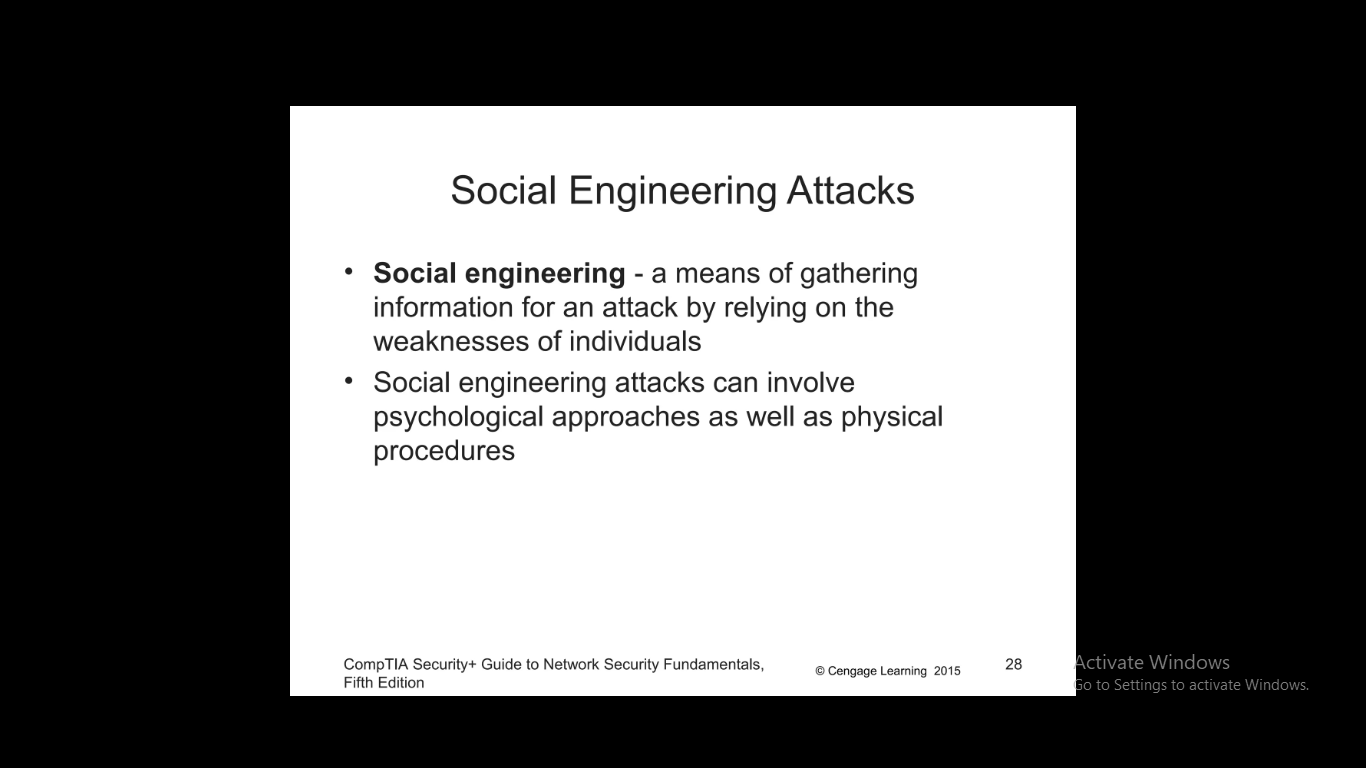 Social Engineering Attacks
• Social engineering - a means of gathering
information for an attack by relying on the
weaknesses of individuals
• Social engineering attacks can involve
psychological approaches as well as physical
procedures
CompTIA Security+ Guide to Network Security Fundamentals,
Fifth Edition
© Cengage Learning 2015
28
Activate Windows
Go to Settings to activate Windows.